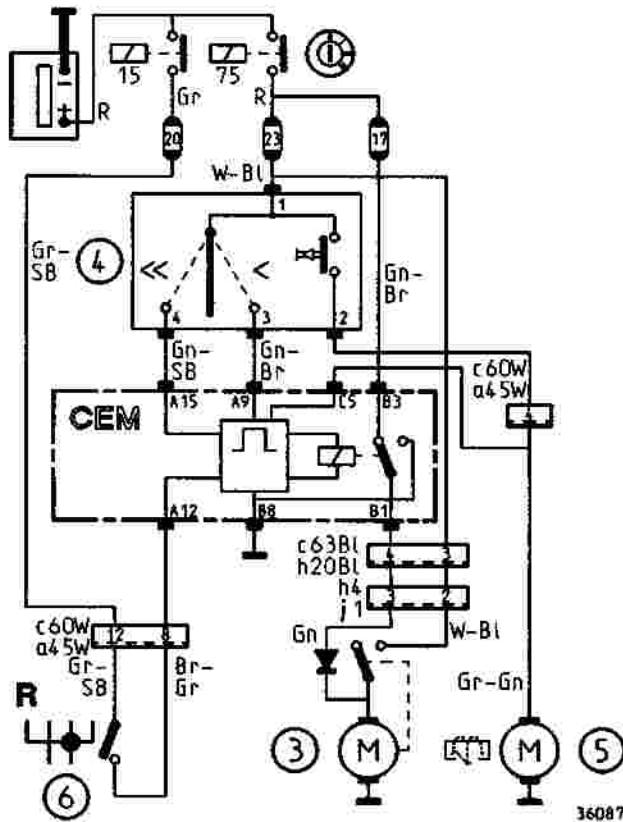 15
75
−
+
R
Gr
R
20
23
17
W-Bl
1
Gr-
SB
4
<<
<
Gn-
Br
4
3
2
Gn-
SB
Gn-
Br
c60W
a45W
4
CEM
A15
A9
C5
B3
A12
B8
B1
c63Bl
4
3
h20Bl
h4
3
2
j1
Gn
W-Bl
c60W
12
8
a45W
Gr-
SB
Br-
Gr
Gr-Gn
R
3
M
M
5
6
36087